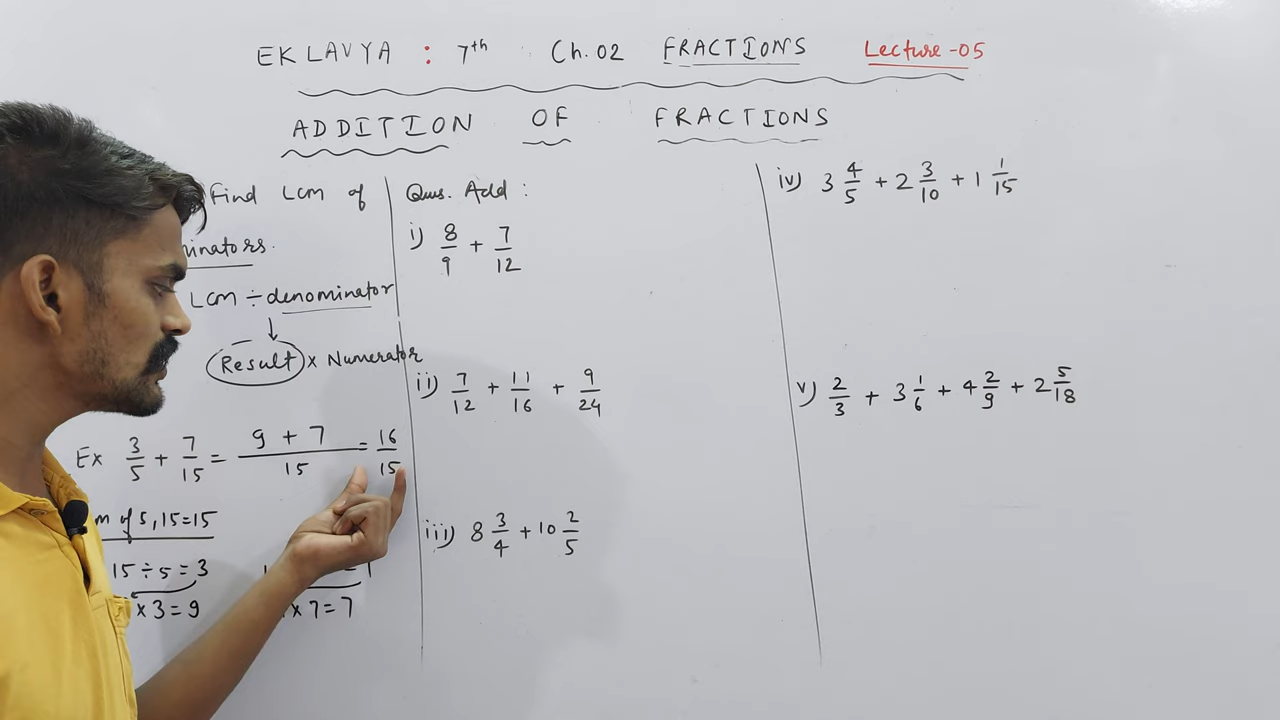 EKLAVYA : 7th Ch. 02 FRACTIONS Lecture-05
ADDITION OF FRACTIONS
Find LCM of
minators.
LCM ÷ denominator
↓
Result × Numerator
Ex 3/5 + 7/15 = 9 + 7/15 = 16/15
m of 5, 15 = 15
15 ÷ 5 = 3
× 3 = 9
× 7 = 7
Ques. Add :
i) 8/9 + 7/12
ii) 7/12 + 11/16 + 9/24
iii) 8 3/4 + 10 2/5
iv) 3 4/5 + 2 3/10 + 1 1/15
v) 2/3 + 3 1/6 + 4 2/9 + 2 5/18